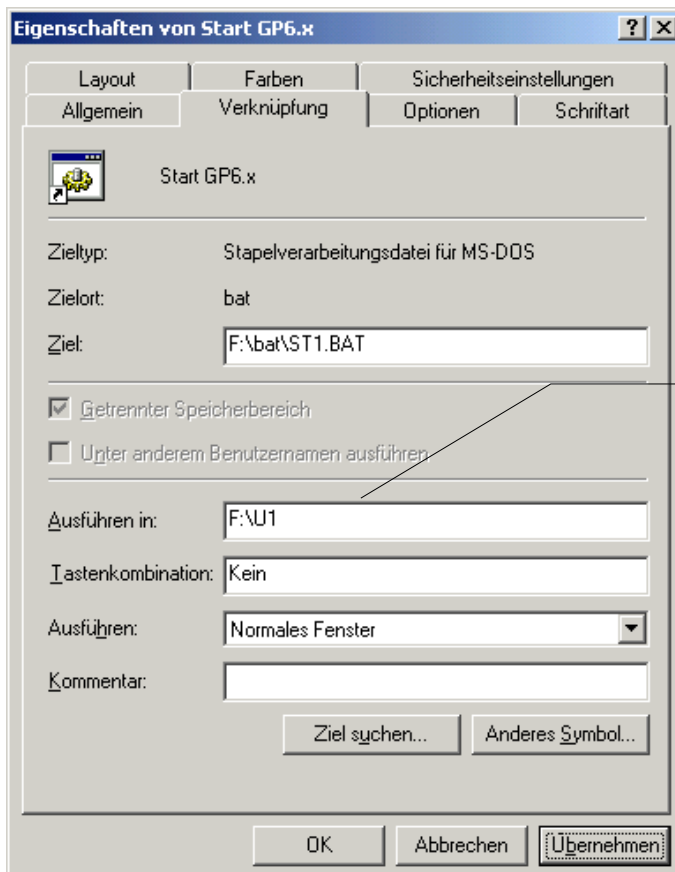 Eigenschaften von Start GP6.x
Layout Farben Sicherheitseinstellungen
Allgemein Verknüpfung Optionen Schriftart
Start GP6.x
Zieltyp: Stapelverarbeitungsdatei für MS-DOS
Zielort: bat
Ziel: F:\bat\ST1.BAT
Getrennter Speicherbereich
Unter anderem Benutzernamen ausführen
Ausführen in: F:\U1
Tastenkombination: Kein
Ausführen: Normales Fenster
Kommentar:
Ziel suchen... Anderes Symbol...
OK Abbrechen Übernehmen